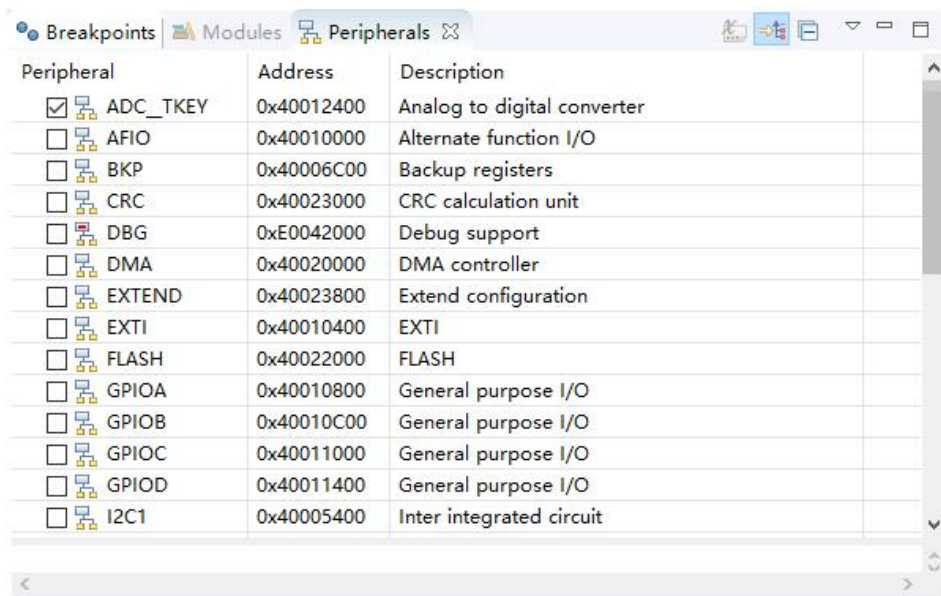 Breakpoints Modules Peripherals
Peripheral Address Description
ADC_TKEY 0x40012400 Analog to digital converter
AFIO 0x40010000 Alternate function I/O
BKP 0x40006C00 Backup registers
CRC 0x40023000 CRC calculation unit
DBG 0xE0042000 Debug support
DMA 0x40020000 DMA controller
EXTEND 0x40023800 Extend configuration
EXTI 0x40010400 EXTI
FLASH 0x40022000 FLASH
GPIOA 0x40010800 General purpose I/O
GPIOB 0x40010C00 General purpose I/O
GPIOC 0x40011000 General purpose I/O
GPIOD 0x40011400 General purpose I/O
I2C1 0x40005400 Inter integrated circuit